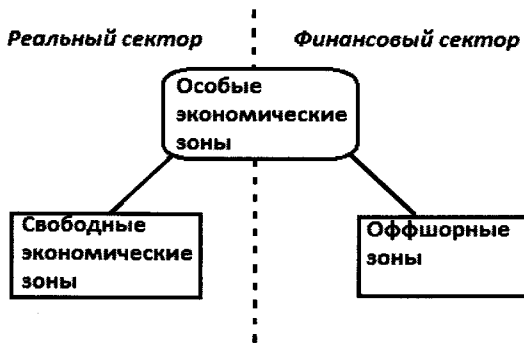 Реальный сектор
Финансовый сектор
Особые
экономические
зоны
Свободные
экономические
зоны
Оффшорные
зоны